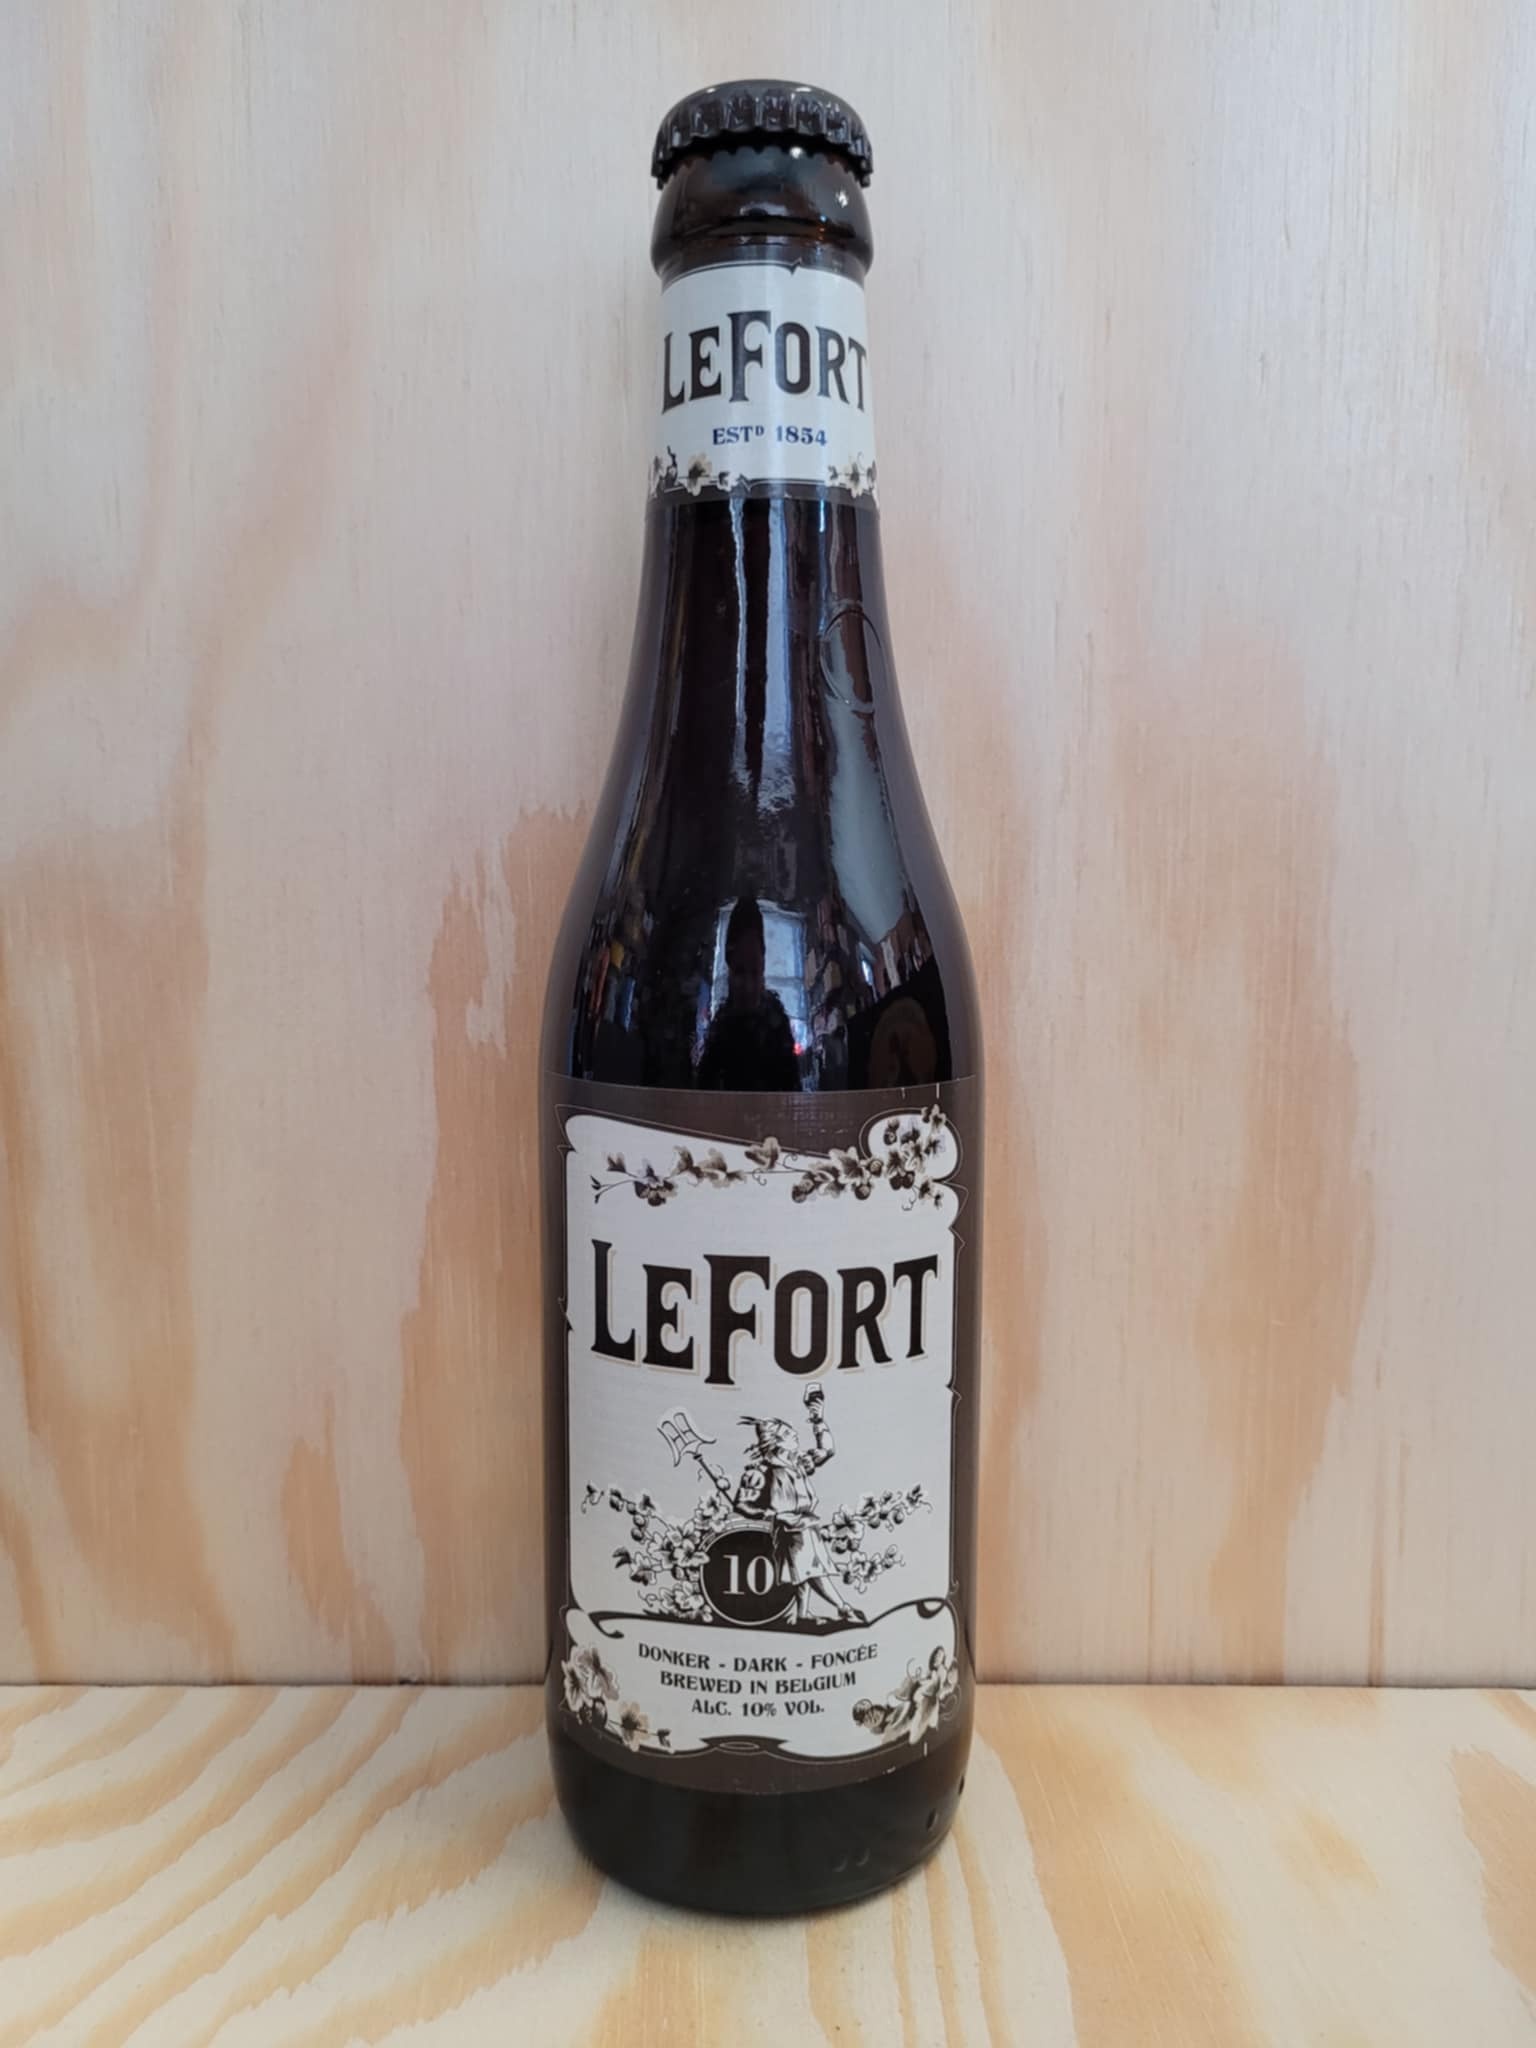 LEFORT
ESTD 1854
LEFORT
10
DONKER - DARK - FONCÉE
BREWED IN BELGIUM
ALC. 10% VOL.